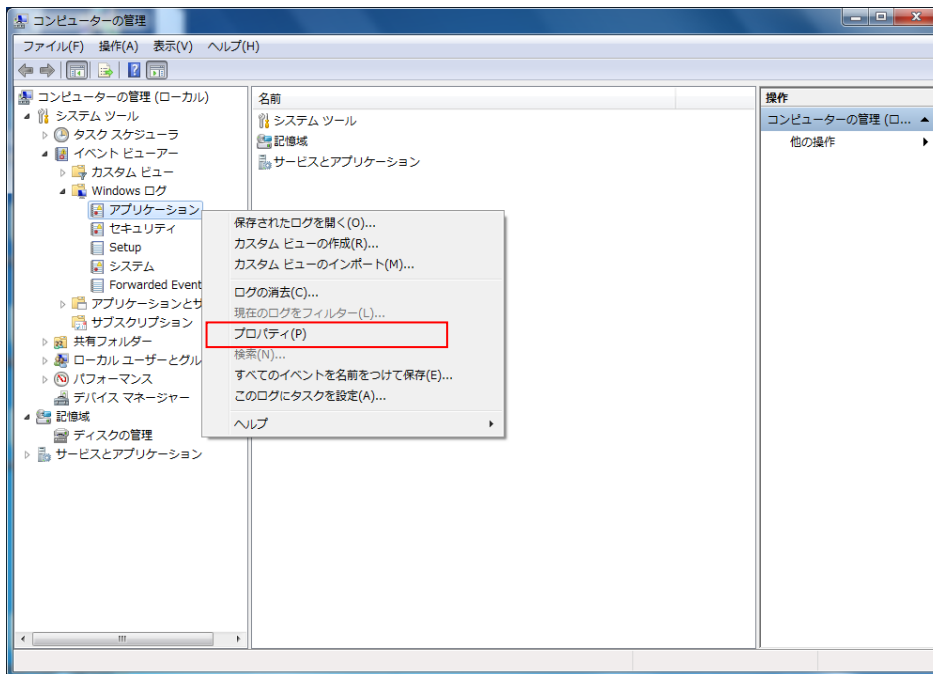 コンピューターの管理
ファイル(F) 操作(A) 表示(V) ヘルプ(H)
コンピューターの管理 (ローカル)
システム ツール
タスク スケジューラ
イベント ビューアー
カスタム ビュー
Windows ログ
アプリケーション
セキュリティ
Setup
システム
Forwarded Event
アプリケーションとサ
サブスクリプション
共有フォルダー
ローカル ユーザーとグル
パフォーマンス
デバイス マネージャー
記憶域
ディスクの管理
サービスとアプリケーション
名前
システム ツール
記憶域
サービスとアプリケーション
保存されたログを開く(O)...
カスタム ビューの作成(R)...
カスタム ビューのインポート(M)...
ログの消去(C)...
現在のログをフィルター(L)...
プロパティ(P)
検索(N)...
すべてのイベントを名前をつけて保存(E)...
このログにタスクを設定(A)...
ヘルプ
操作
コンピューターの管理 (ロ...
他の操作